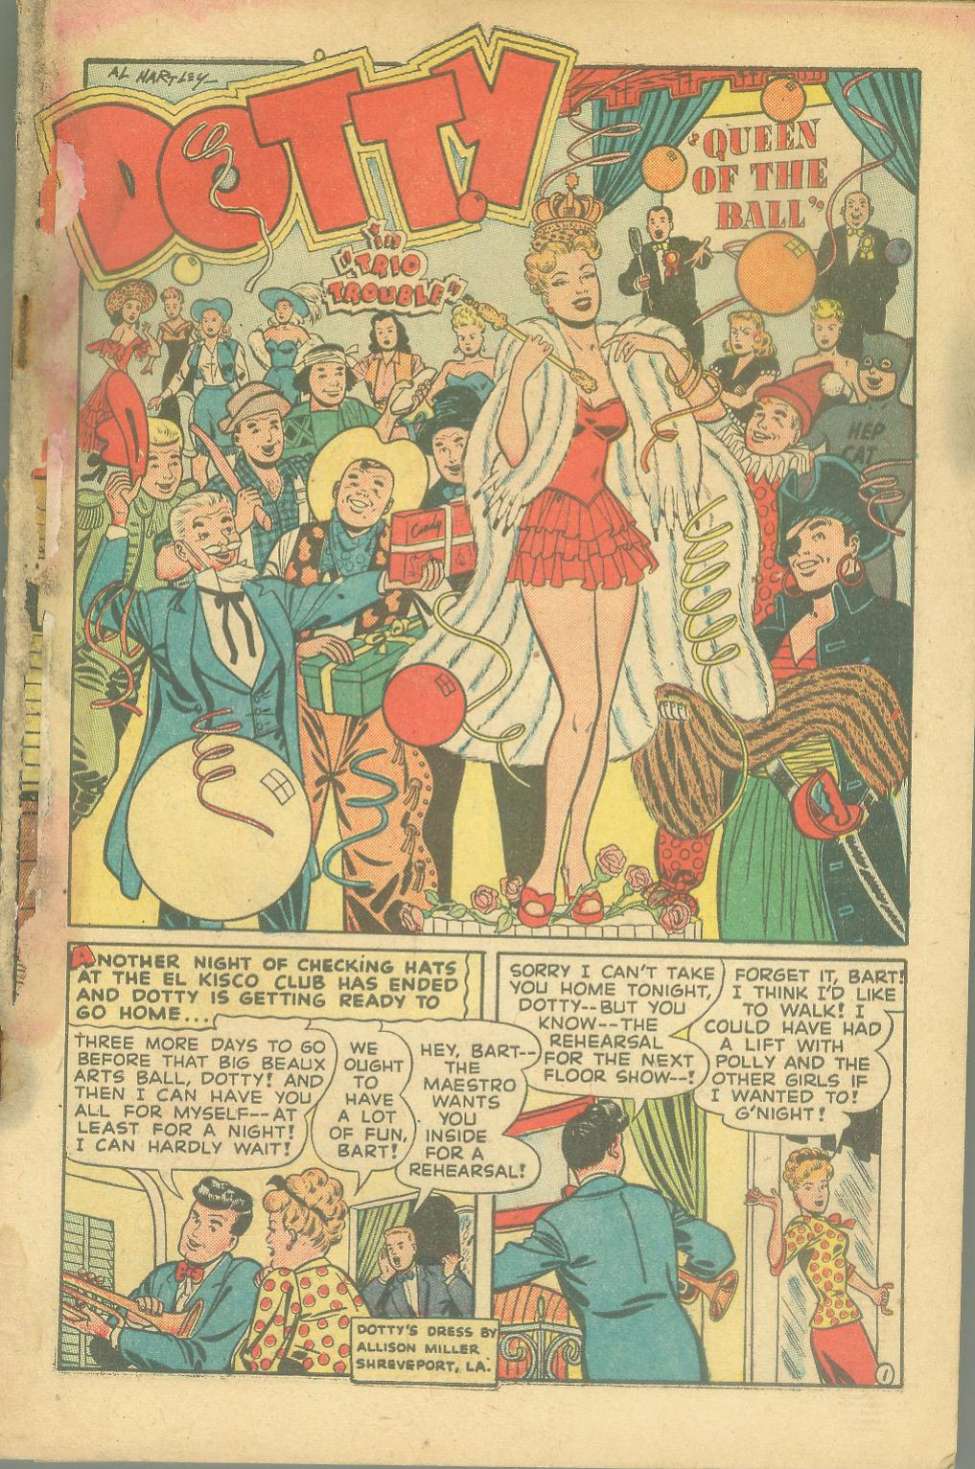 AL HARTLEY
DOTTY
in
"TRIO
TROUBLE"
"QUEEN
OF THE
BALL"
HEP
CAT
Candy
ANOTHER NIGHT OF CHECKING HATS
AT THE EL KISCO CLUB HAS ENDED
AND DOTTY IS GETTING READY TO
GO HOME...
THREE MORE DAYS TO GO
BEFORE THAT BIG BEAUX
ARTS BALL, DOTTY! AND
THEN I CAN HAVE YOU
ALL FOR MYSELF--AT
LEAST FOR A NIGHT!
I CAN HARDLY WAIT!
WE
OUGHT
TO
HAVE
A LOT
OF FUN,
BART!
HEY, BART--
THE
MAESTRO
WANTS
YOU
INSIDE
FOR A
REHEARSAL!
DOTTY'S DRESS BY
ALLISON MILLER
SHREVEPORT, LA.
SORRY I CAN'T TAKE
YOU HOME TONIGHT,
DOTTY--BUT YOU
KNOW--THE
REHEARSAL
FOR THE NEXT
FLOOR SHOW--!
FORGET IT, BART!
I THINK I'D LIKE
TO WALK! I
COULD HAVE HAD
A LIFT WITH
POLLY AND THE
OTHER GIRLS IF
I WANTED TO!
G'NIGHT!
1